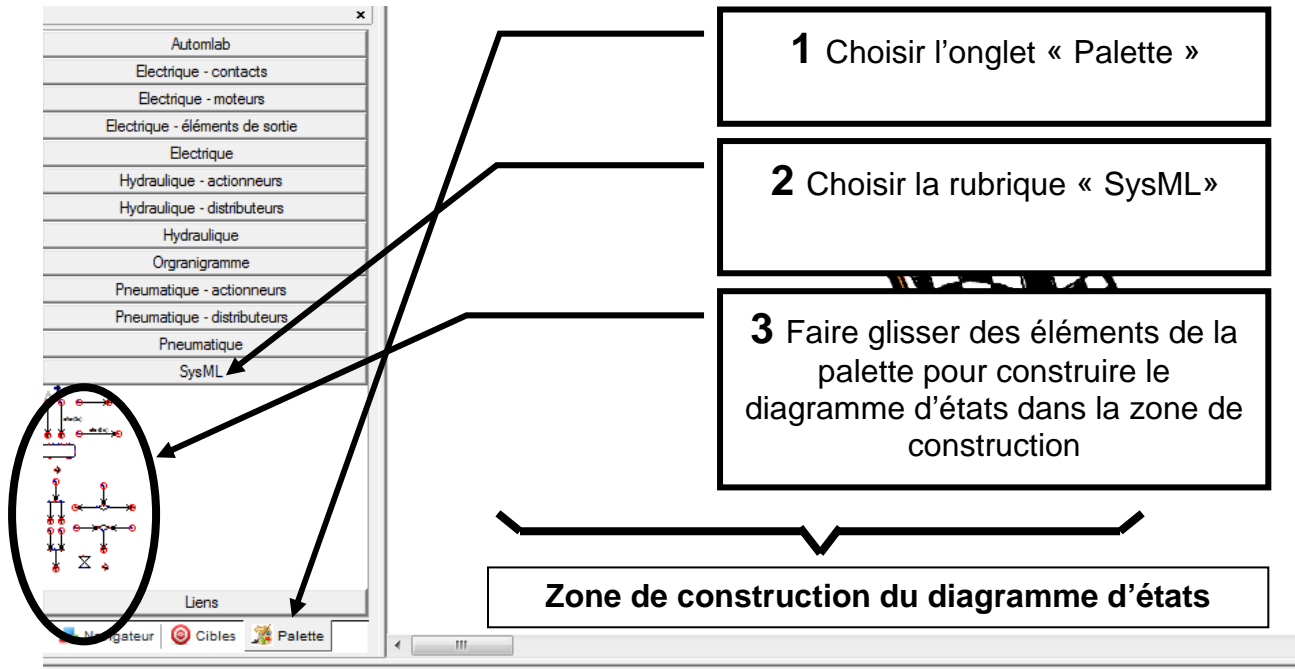 ×
Automlab
Electrique - contacts
Electrique - moteurs
Electrique - éléments de sortie
Electrique
Hydraulique - actionneurs
Hydraulique - distributeurs
Hydraulique
Orgranigramme
Pneumatique - actionneurs
Pneumatique - distributeurs
Pneumatique
SysML
Liens
Navigateur
Cibles
Palette
1 Choisir l’onglet « Palette »
2 Choisir la rubrique « SysML»
3 Faire glisser des éléments de la
palette pour construire le
diagramme d’états dans la zone de
construction
Zone de construction du diagramme d’états